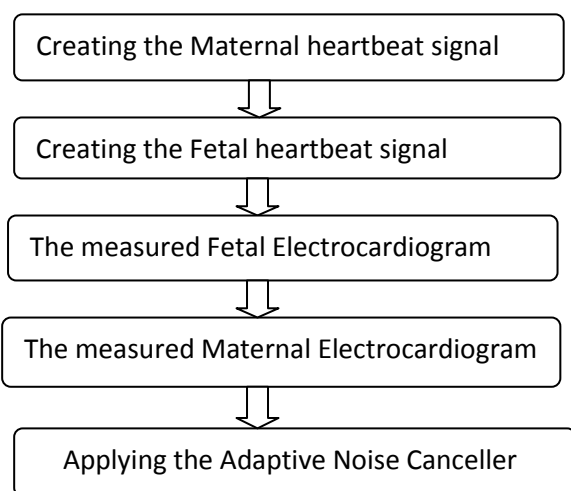 Creating the Maternal heartbeat signal
Creating the Fetal heartbeat signal
The measured Fetal Electrocardiogram
The measured Maternal Electrocardiogram
Applying the Adaptive Noise Canceller